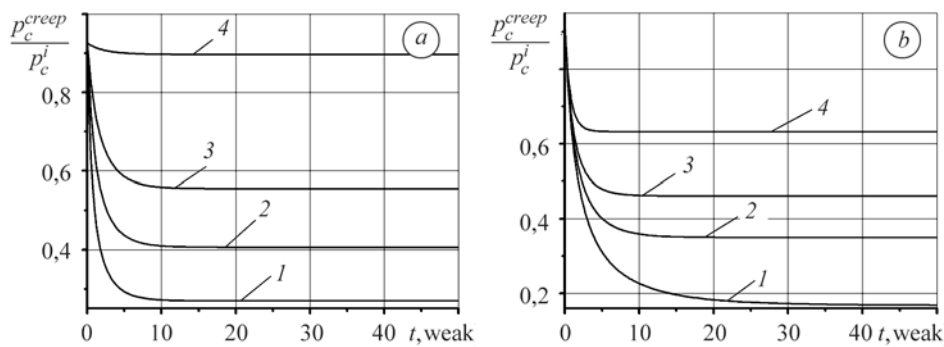 p_c^{creep}
p_c^i
a
4
0,8
3
0,6
2
0,4
1
0 10 20 30 40 t, weak
p_c^{creep}
p_c^i
b
4
0,6
3
0,4
2
1
0,2
0 10 20 30 40 t, weak